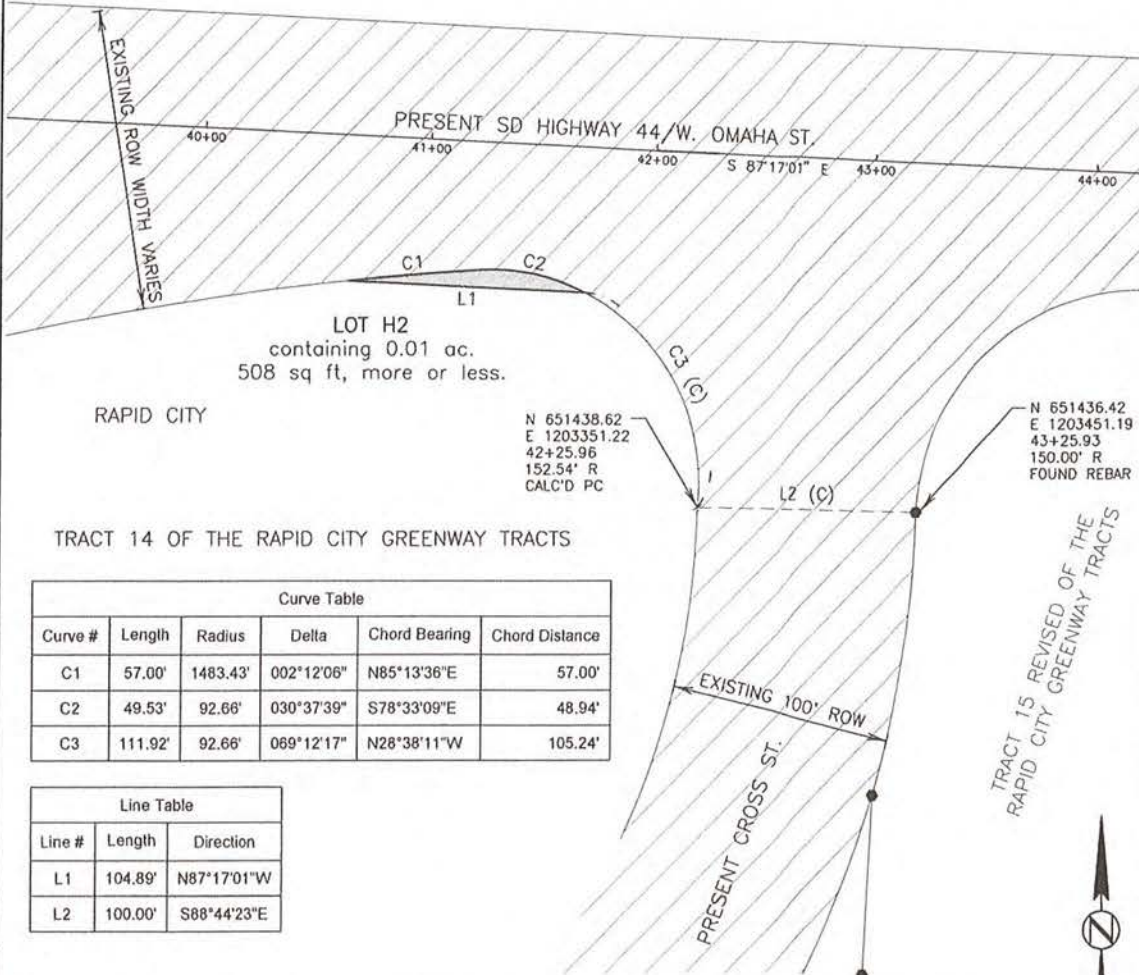 EXISTING ROW WIDTH VARIES
PRESENT SD HIGHWAY 44/W. OMAHA ST.
40+00
41+00
42+00
S 87°17'01" E
43+00
44+00
C1
C2
L1
LOT H2
containing 0.01 ac.
508 sq ft, more or less.
C3 (C)
RAPID CITY
N 651438.62
E 1203351.22
42+25.96
152.54' R
CALC'D PC
N 651436.42
E 1203451.19
43+25.93
150.00' R
FOUND REBAR
L2 (C)
TRACT 14 OF THE RAPID CITY GREENWAY TRACTS
TRACT 15 REVISED OF THE
RAPID CITY GREENWAY TRACTS
Curve Table
Curve # Length Radius Delta Chord Bearing Chord Distance
C1 57.00' 1483.43' 002°12'06" N85°13'36"E 57.00'
C2 49.53' 92.66' 030°37'39" S78°33'09"E 48.94'
C3 111.92' 92.66' 069°12'17" N28°38'11"W 105.24'
EXISTING 100' ROW
PRESENT CROSS ST.
Line Table
Line # Length Direction
L1 104.89' N87°17'01"W
L2 100.00' S88°44'23"E
N